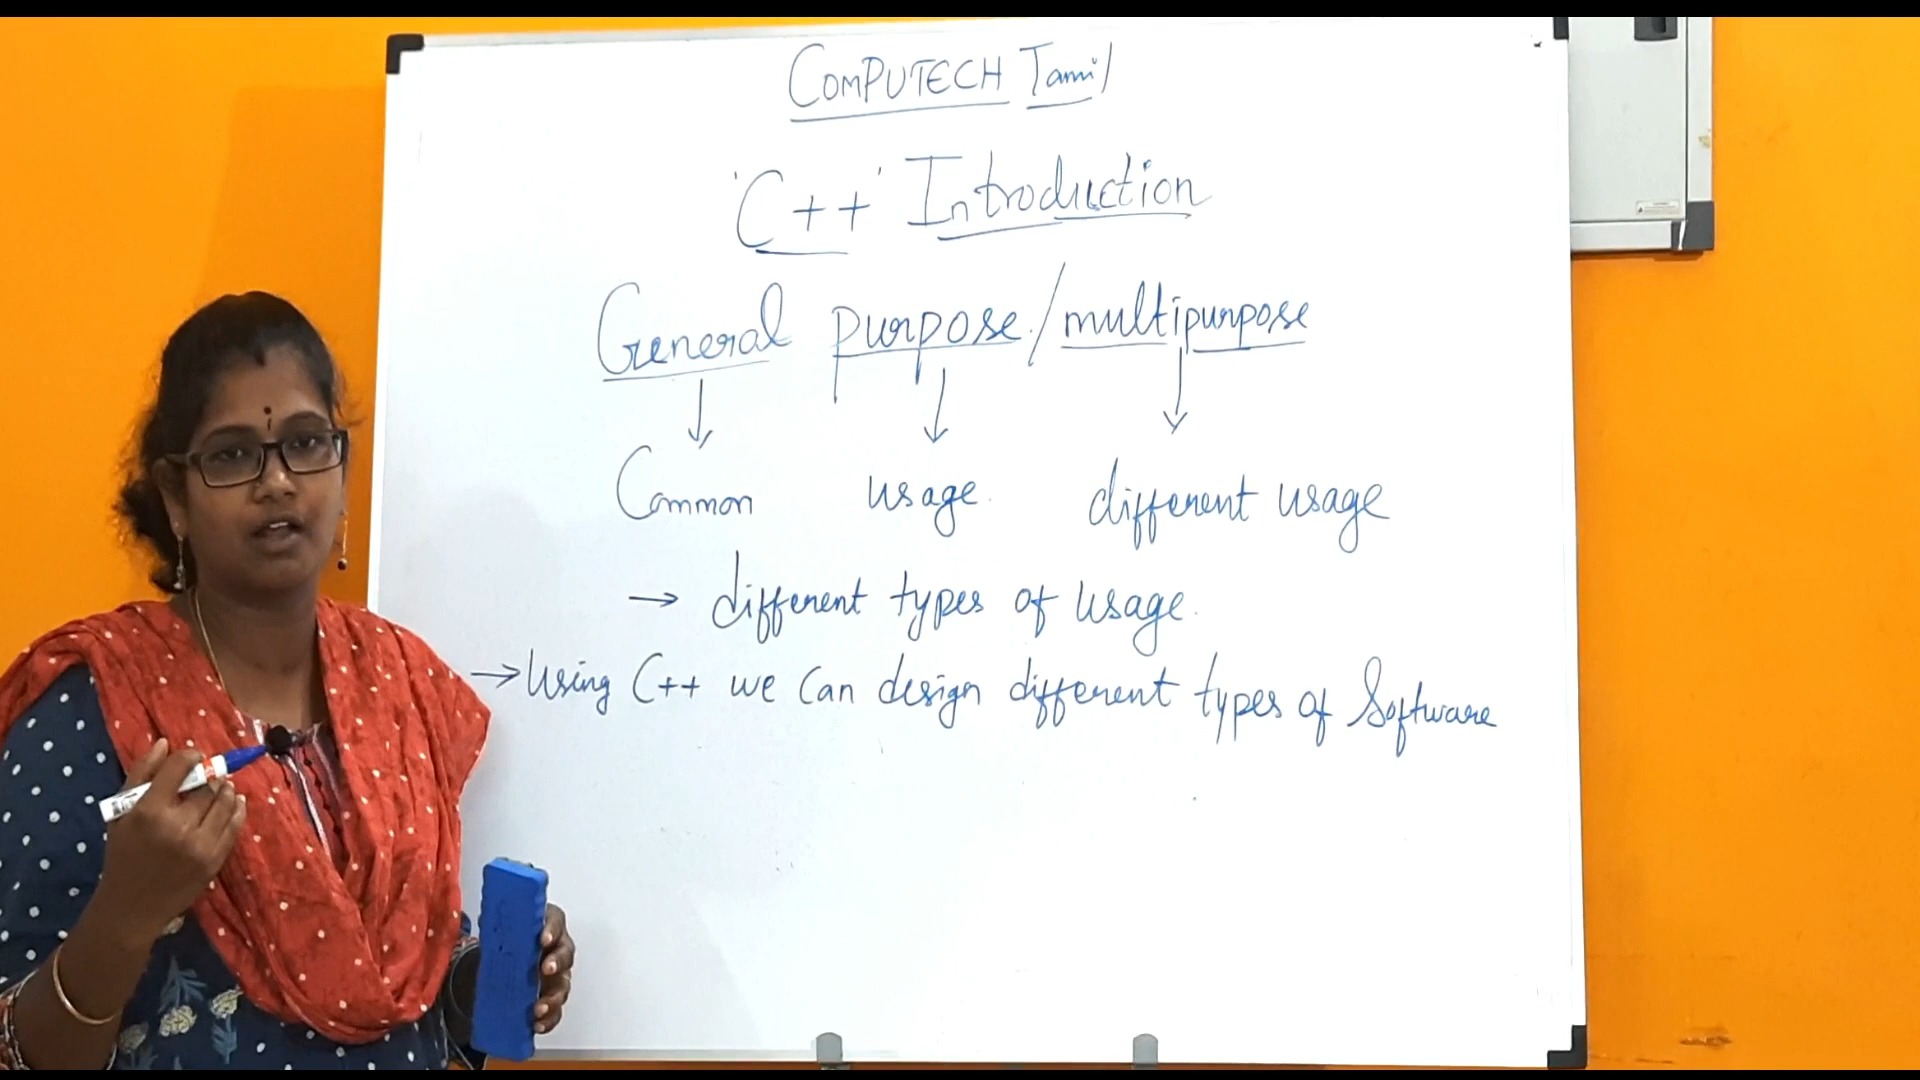 COMPUTECH Tamil
'C++' Introduction
General purpose / multipurpose
Common usage. different usage
→ different types of usage.
→ Using C++ we can design different types of Software